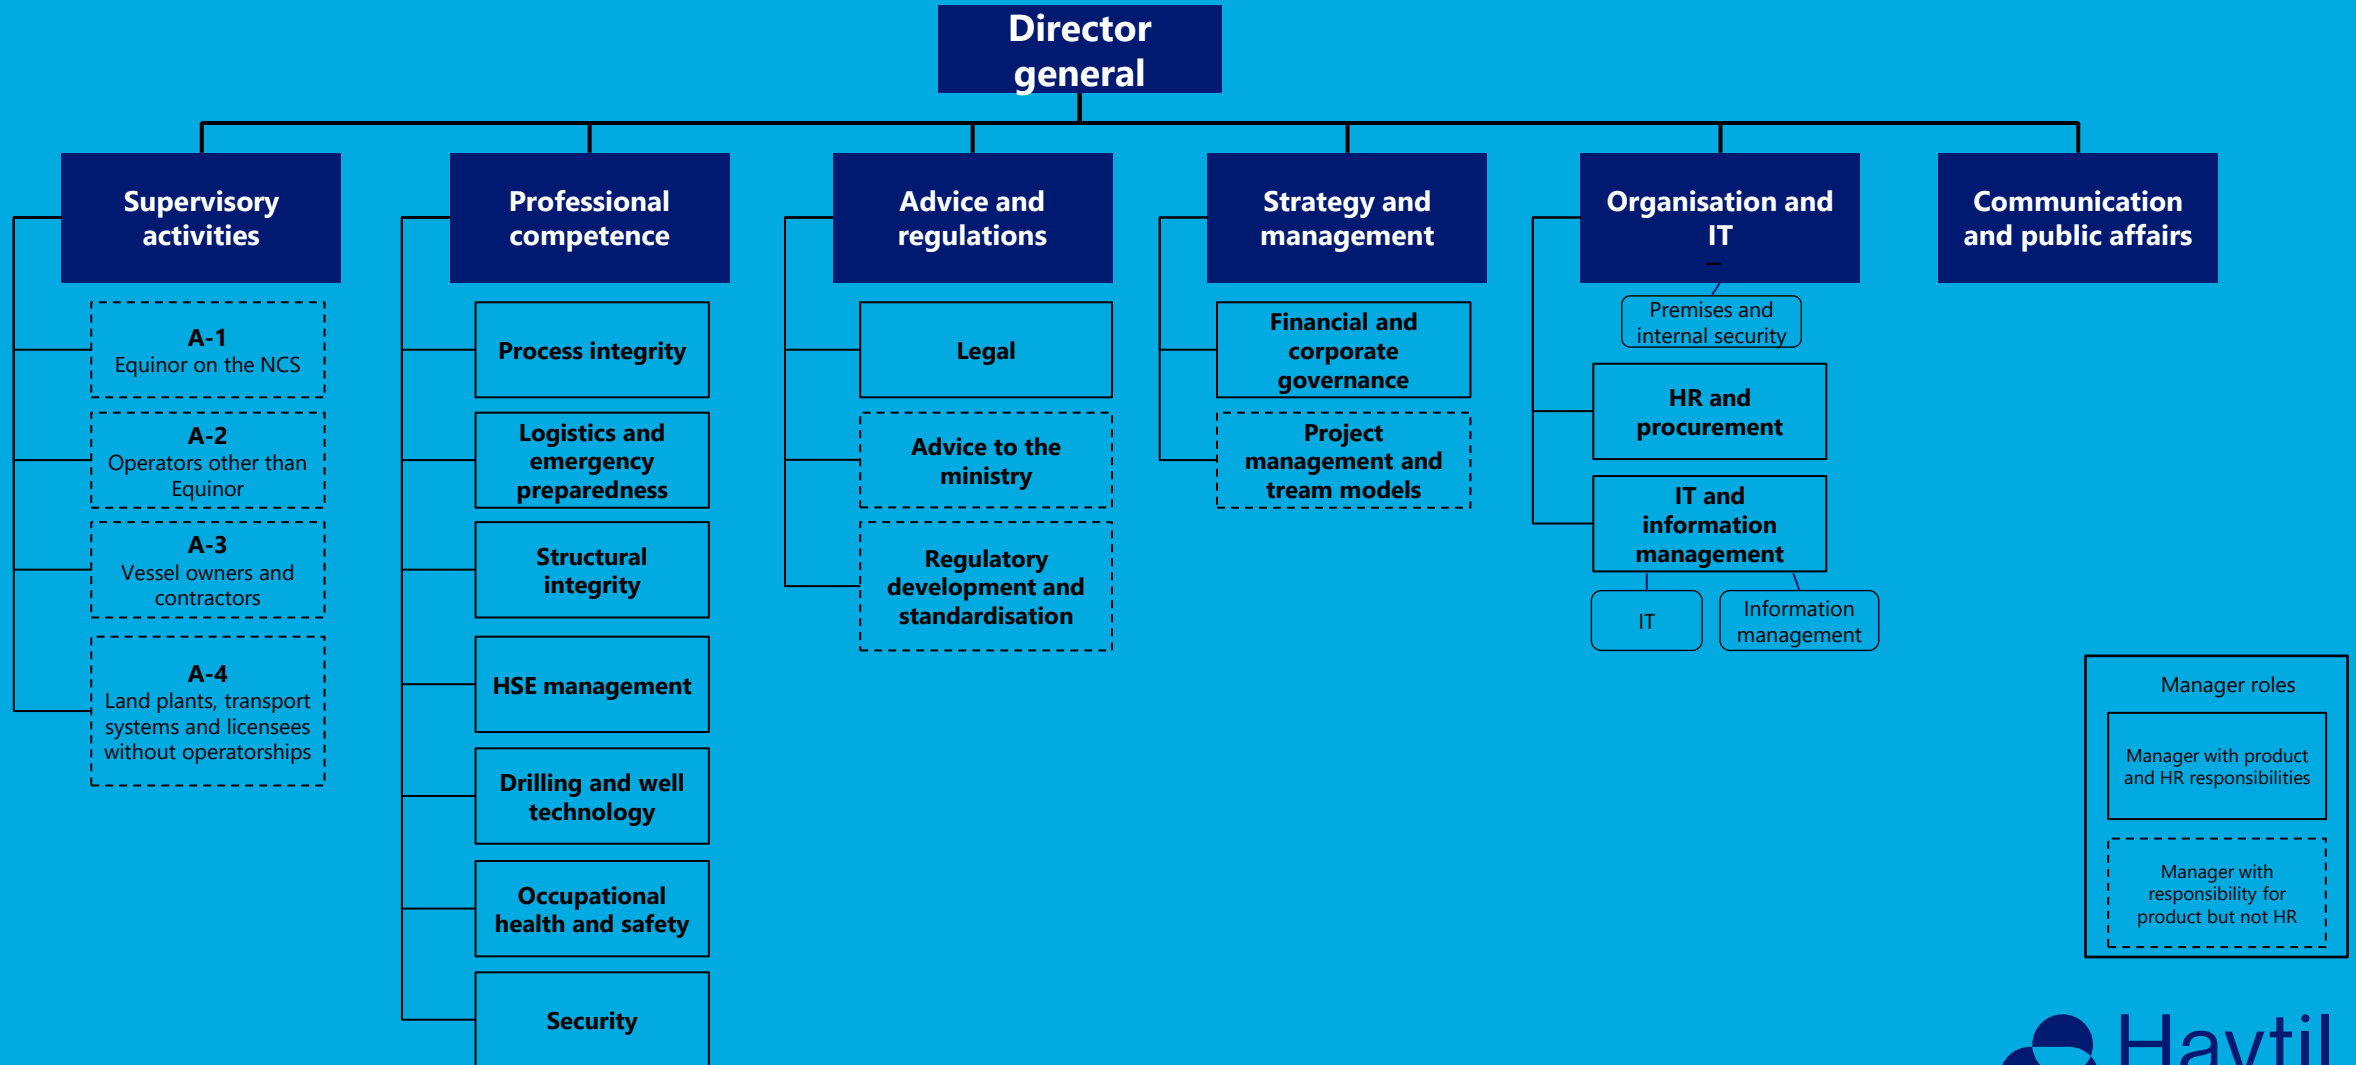 Director
general
Supervisory
activities
A-1
Equinor on the NCS
A-2
Operators other than
Equinor
A-3
Vessel owners and
contractors
A-4
Land plants, transport
systems and licensees
without operatorships
Professional
competence
Process integrity
Logistics and
emergency
preparedness
Structural
integrity
HSE management
Drilling and well
technology
Occupational
health and safety
Security
Advice and
regulations
Legal
Advice to the
ministry
Regulatory
development and
standardisation
Strategy and
management
Financial and
corporate
governance
Project
management and
tream models
Organisation and
IT
Premises and
internal security
HR and
procurement
IT and
information
management
IT
Information
management
Communication
and public affairs
Manager roles
Manager with product
and HR responsibilities
Manager with
responsibility for
product but not HR
Havtil